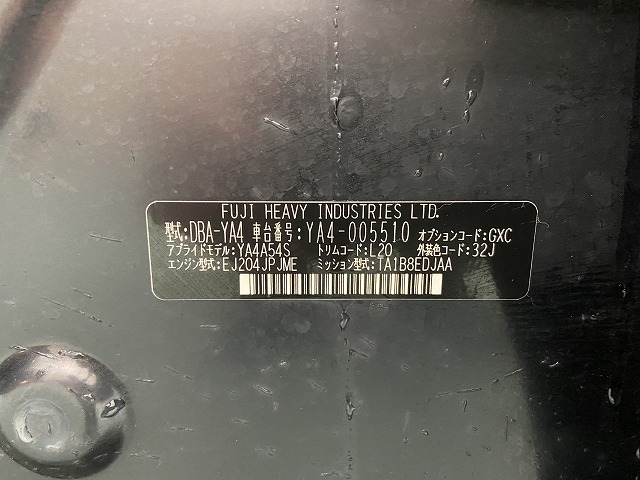 FUJI HEAVY INDUSTRIES LTD.
型式:DBA-YA4 車台番号:YA4-005510 オプションコード:GXC
アプライドモデル:YA4A54S トリムコード:L20 外装色コード:32J
エンジン型式:EJ204JPJME ミッション型式:TA1B8EDJAA